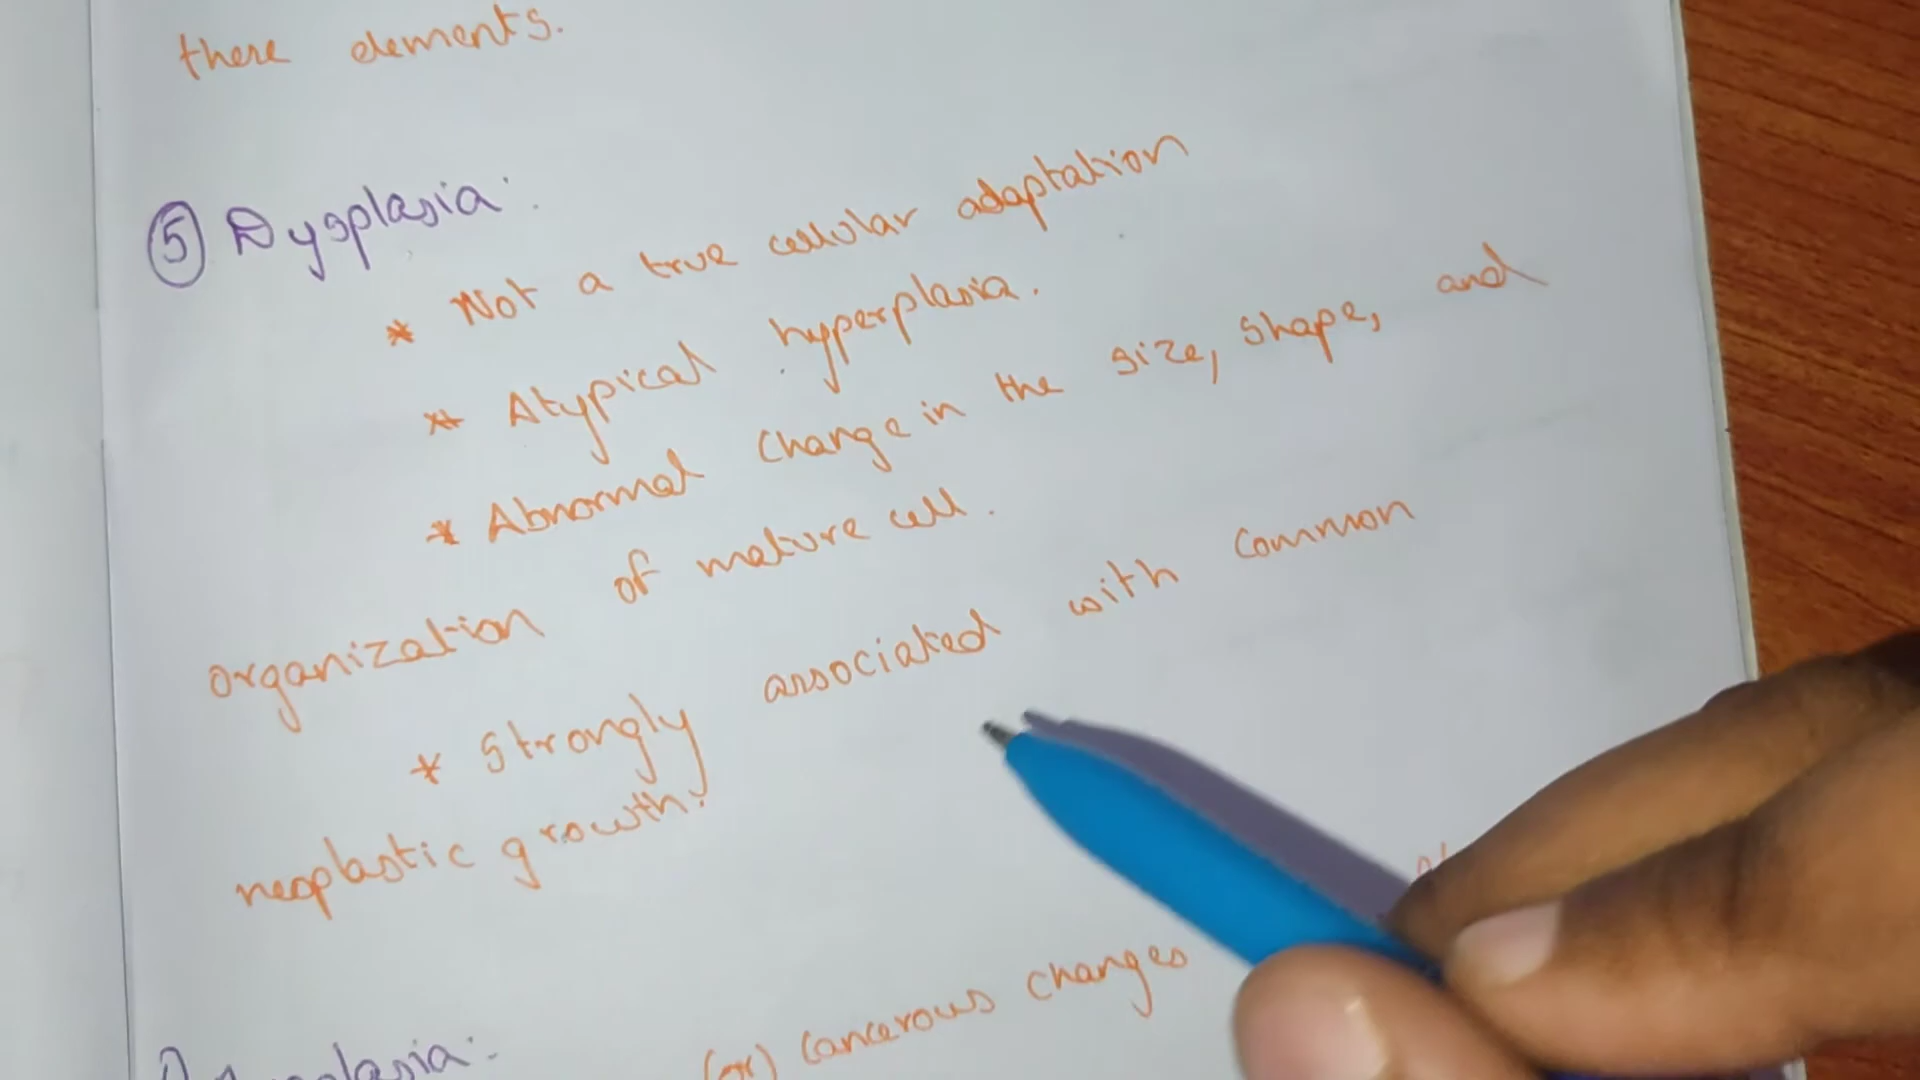 there elements.
⑤ Dysplasia:
* Not a true cellular adaptation
* Atypical hyperplasia.
* Abnormal change in the size, shape, and
organization of mature cell.
* Strongly associated with common
neoplastic growth.
(or) cancerous changes